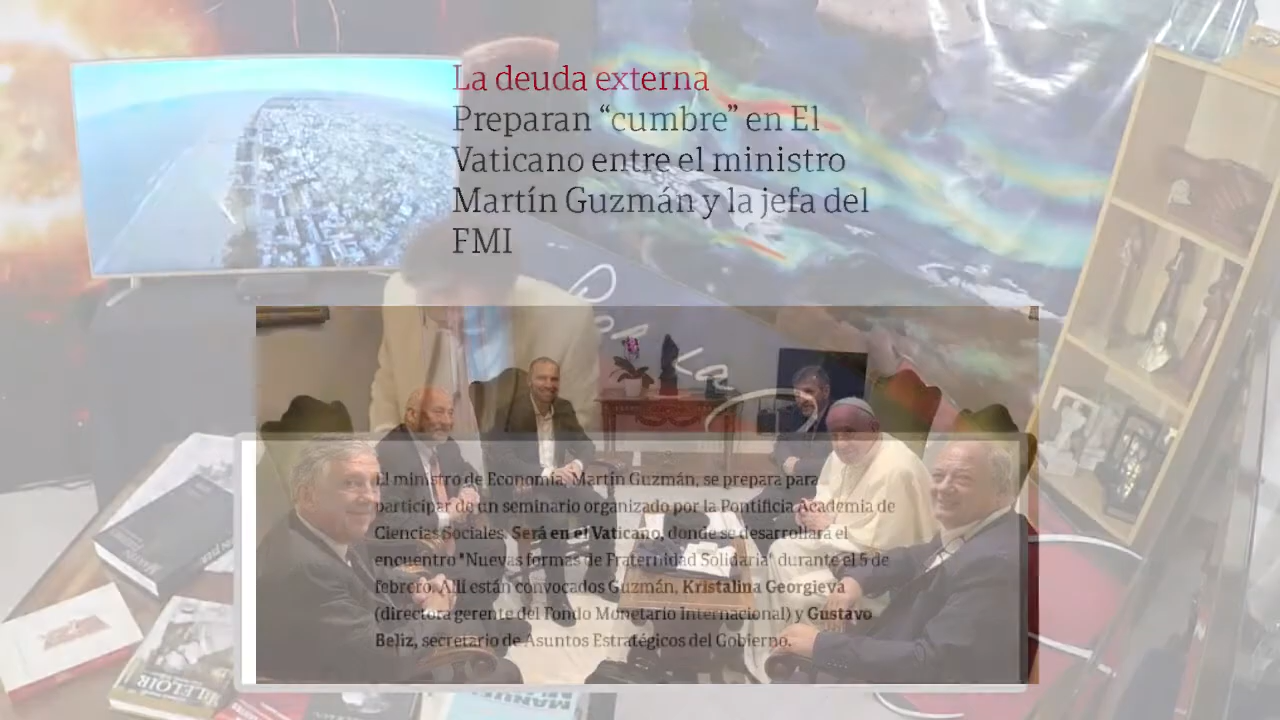 La deuda externa
Preparan “cumbre” en El
Vaticano entre el ministro
Martín Guzmán y la jefa del
FMI
Por La
El ministro de Economía, Martín Guzmán, se prepara para
participar de un seminario organizado por la Pontificia Academia de
Ciencias Sociales. Será en el Vaticano, donde se desarrollará el
encuentro "Nuevas formas de Fraternidad Solidaria" durante el 5 de
febrero. Allí están convocados Guzmán, Kristalina Georgieva
(directora gerente del Fondo Monetario Internacional) y Gustavo
Beliz, secretario de Asuntos Estratégicos del Gobierno.